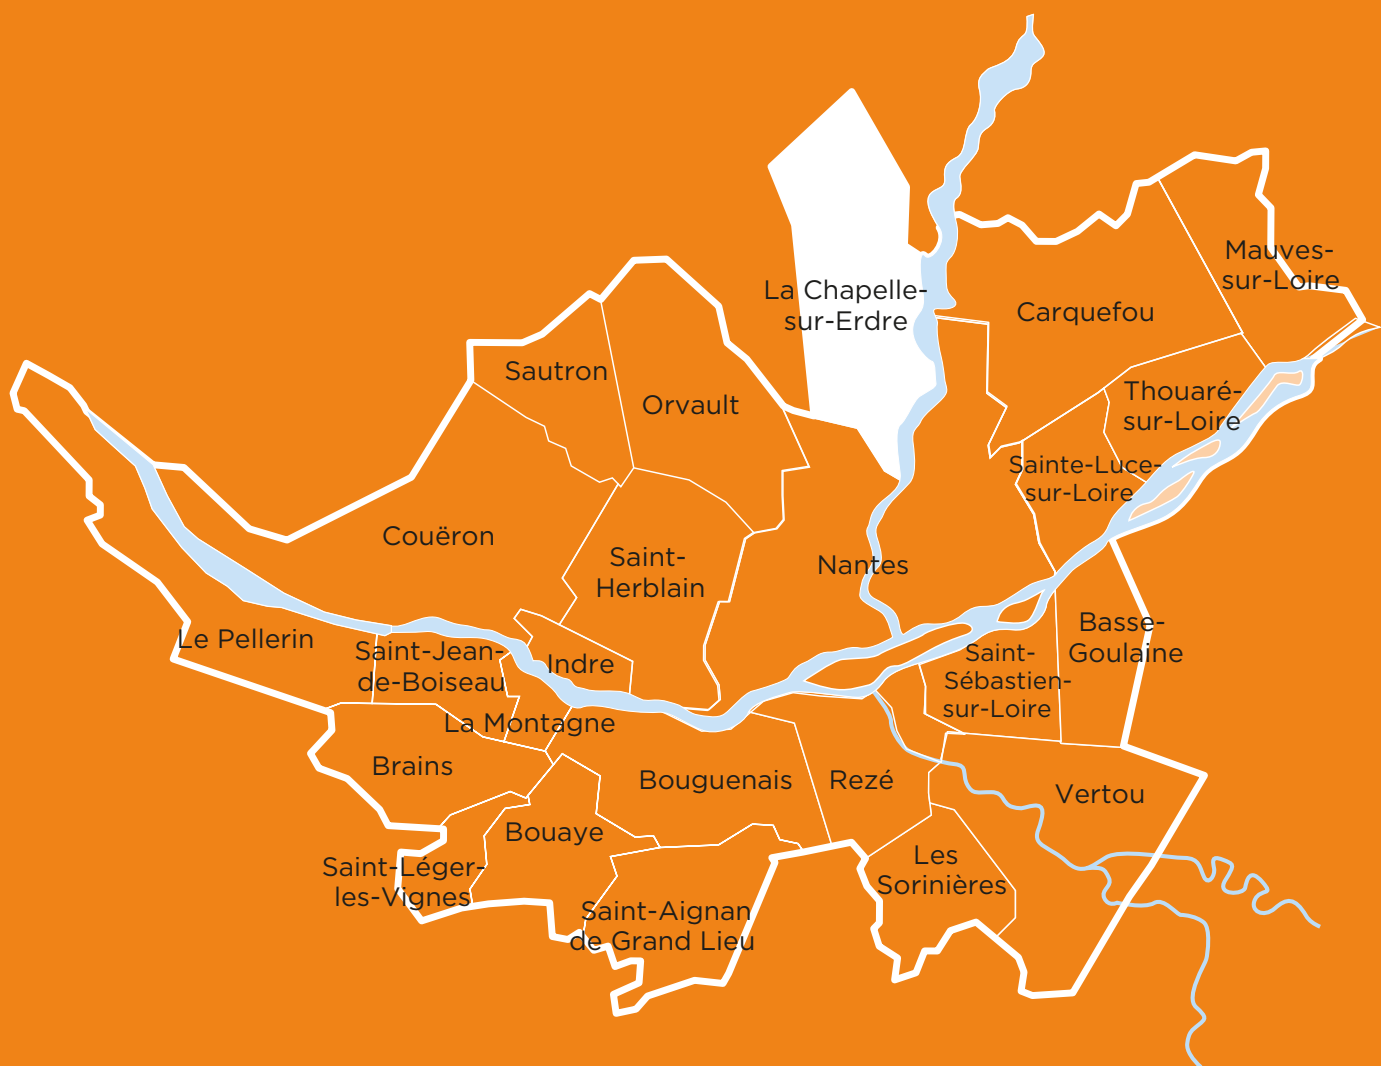 Mauves-
sur-Loire
La Chapelle-
sur-Erdre
Carquefou
Sautron
Orvault
Thouaré-
sur-Loire
Sainte-Luce-
sur-Loire
Couëron
Saint-
Herblain
Nantes
Basse-
Goulaine
Le Pellerin
Saint-Jean-
de-Boiseau
Indre
Saint-
Sébastien-
sur-Loire
La Montagne
Brains
Bouguenais
Rezé
Vertou
Bouaye
Les
Sorinières
Saint-Léger-
les-Vignes
Saint-Aignan
de Grand Lieu